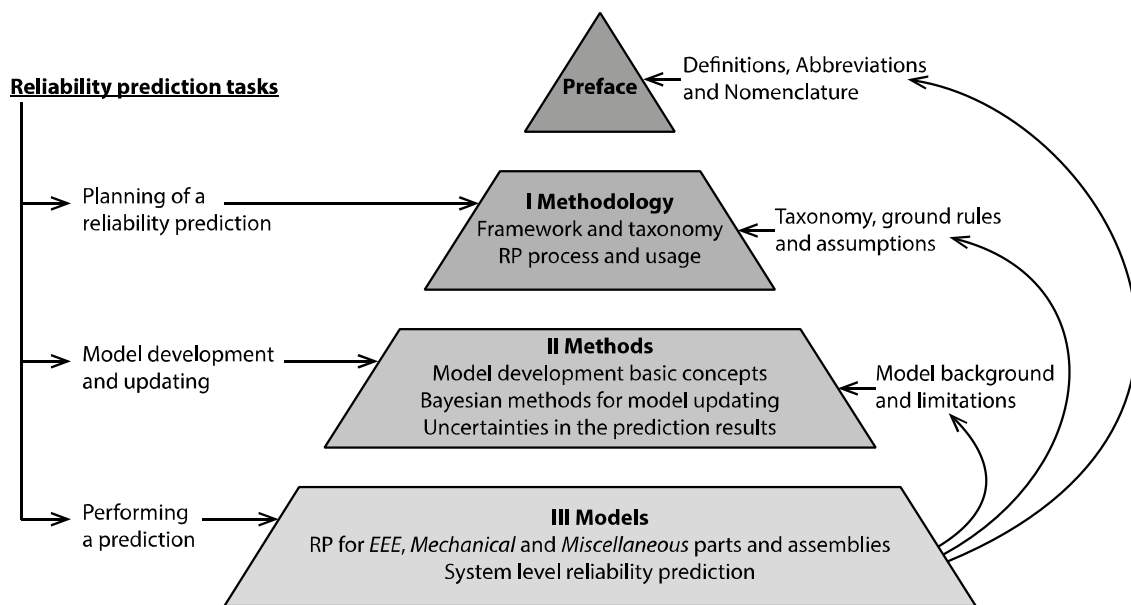 Reliability prediction tasks
Planning of a
reliability prediction
Model development
and updating
Performing
a prediction
Preface
I Methodology
Framework and taxonomy
RP process and usage
II Methods
Model development basic concepts
Bayesian methods for model updating
Uncertainties in the prediction results
III Models
RP for EEE, Mechanical and Miscellaneous parts and assemblies
System level reliability prediction
Definitions, Abbreviations
and Nomenclature
Taxonomy, ground rules
and assumptions
Model background
and limitations